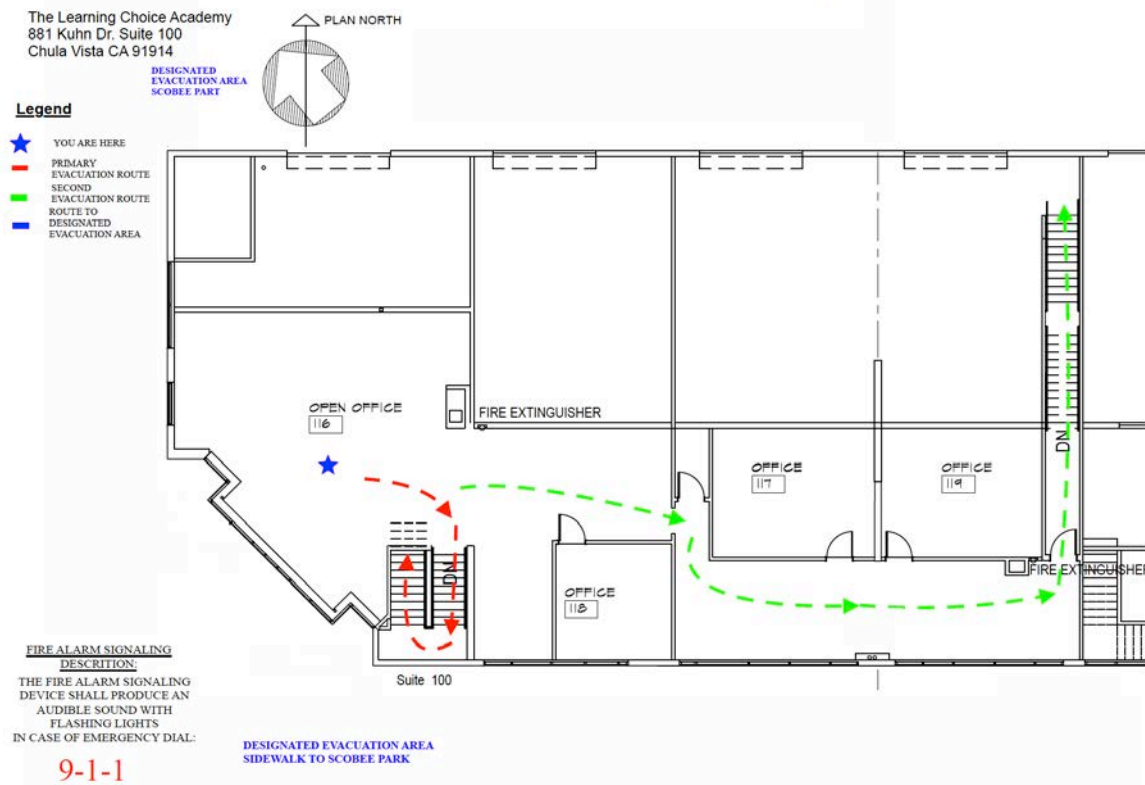 The Learning Choice Academy
881 Kuhn Dr. Suite 100
Chula Vista CA 91914
PLAN NORTH
DESIGNATED
EVACUATION AREA
SCOBEE PART
Legend
YOU ARE HERE
PRIMARY
EVACUATION ROUTE
SECOND
EVACUATION ROUTE
ROUTE TO
DESIGNATED
EVACUATION AREA
OPEN OFFICE
116
FIRE EXTINGUISHER
OFFICE
117
OFFICE
119
DN
DN
OFFICE
118
FIRE EXTINGUISHER
Suite 100
FIRE ALARM SIGNALING
DESCRITION:
THE FIRE ALARM SIGNALING
DEVICE SHALL PRODUCE AN
AUDIBLE SOUND WITH
FLASHING LIGHTS
IN CASE OF EMERGENCY DIAL:
9-1-1
DESIGNATED EVACUATION AREA
SIDEWALK TO SCOBEE PARK